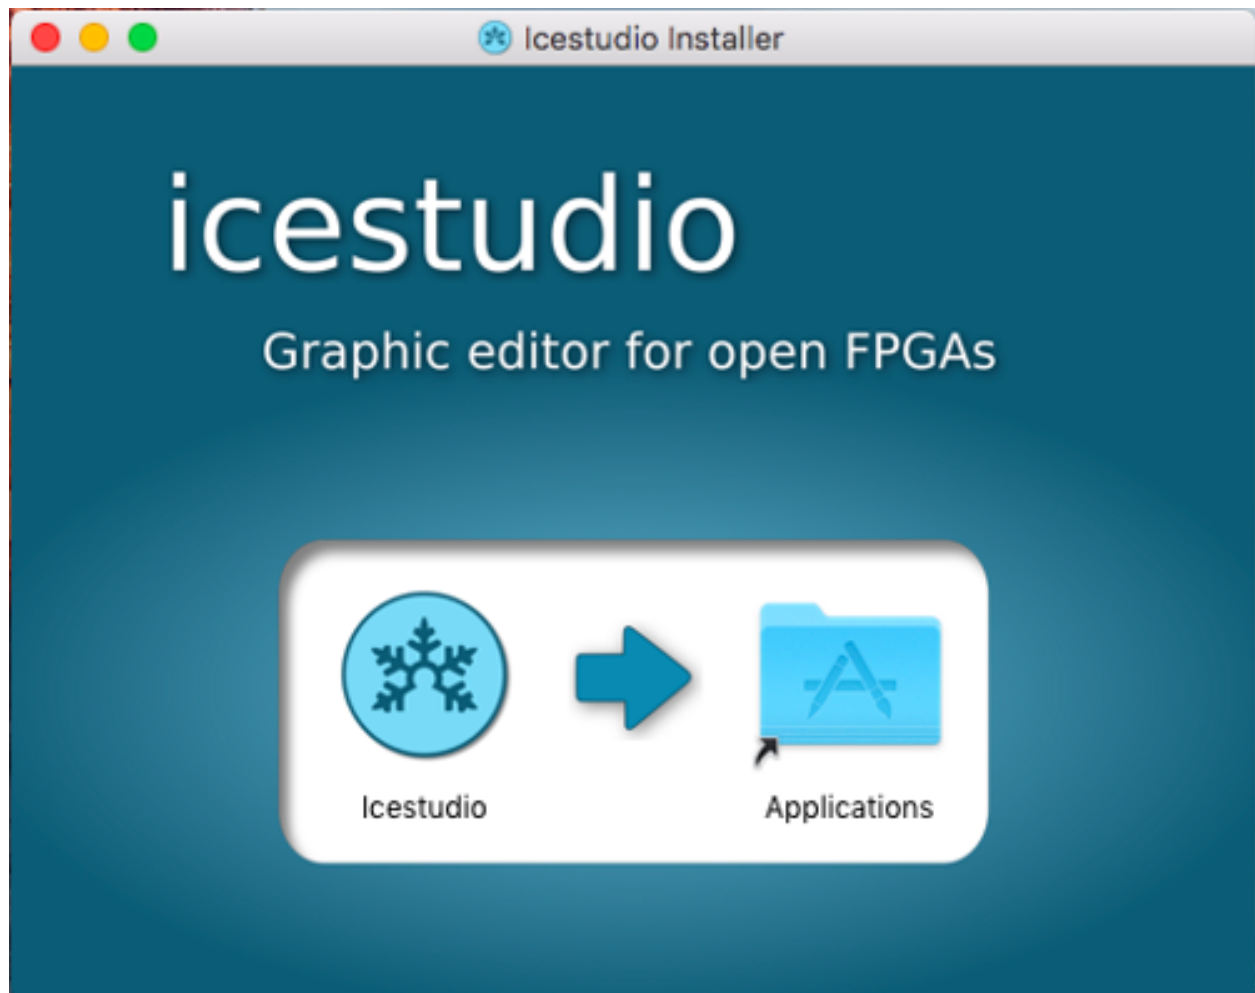 Icestudio Installer
icestudio
Graphic editor for open FPGAs
Icestudio
Applications